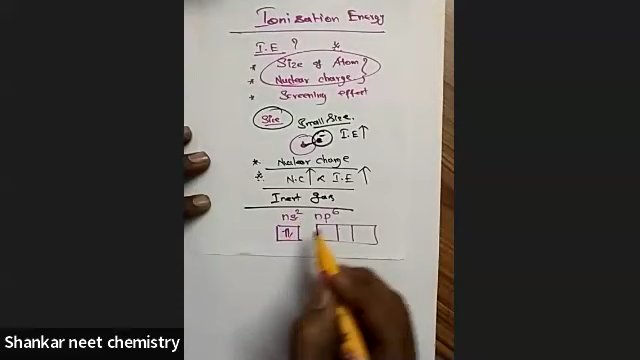 Ionisation Energy
I.E ? *
* Size of Atom
* Nuclear charge
* Screening effect
Size Small Size.
e⁻ I.E↑
* Nuclear charge
* N.C↑ ∝ I.E↑
Inert gas
ns² np⁶
Shankar neet chemistry